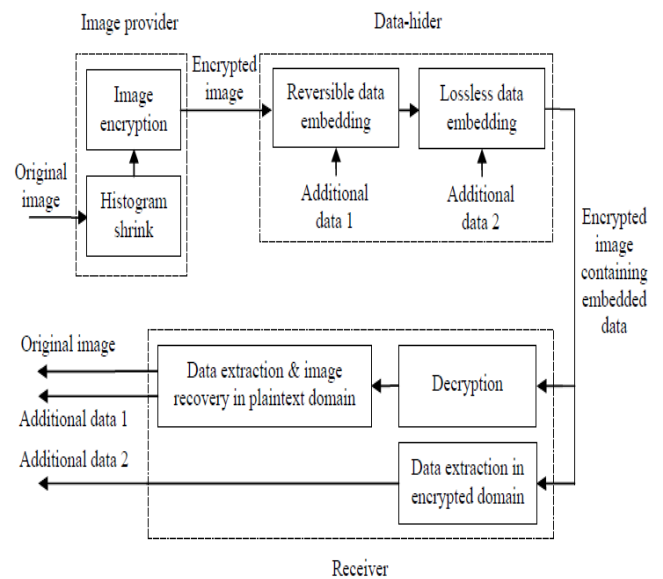 Image provider
Data-hider
Image
encryption
Encrypted
image
Reversible data
embedding
Lossless data
embedding
Original
image
Histogram
shrink
Additional
data 1
Additional
data 2
Encrypted
image
containing
embedded
data
Original image
Additional data 1
Data extraction & image
recovery in plaintext domain
Decryption
Additional data 2
Data extraction in
encrypted domain
Receiver